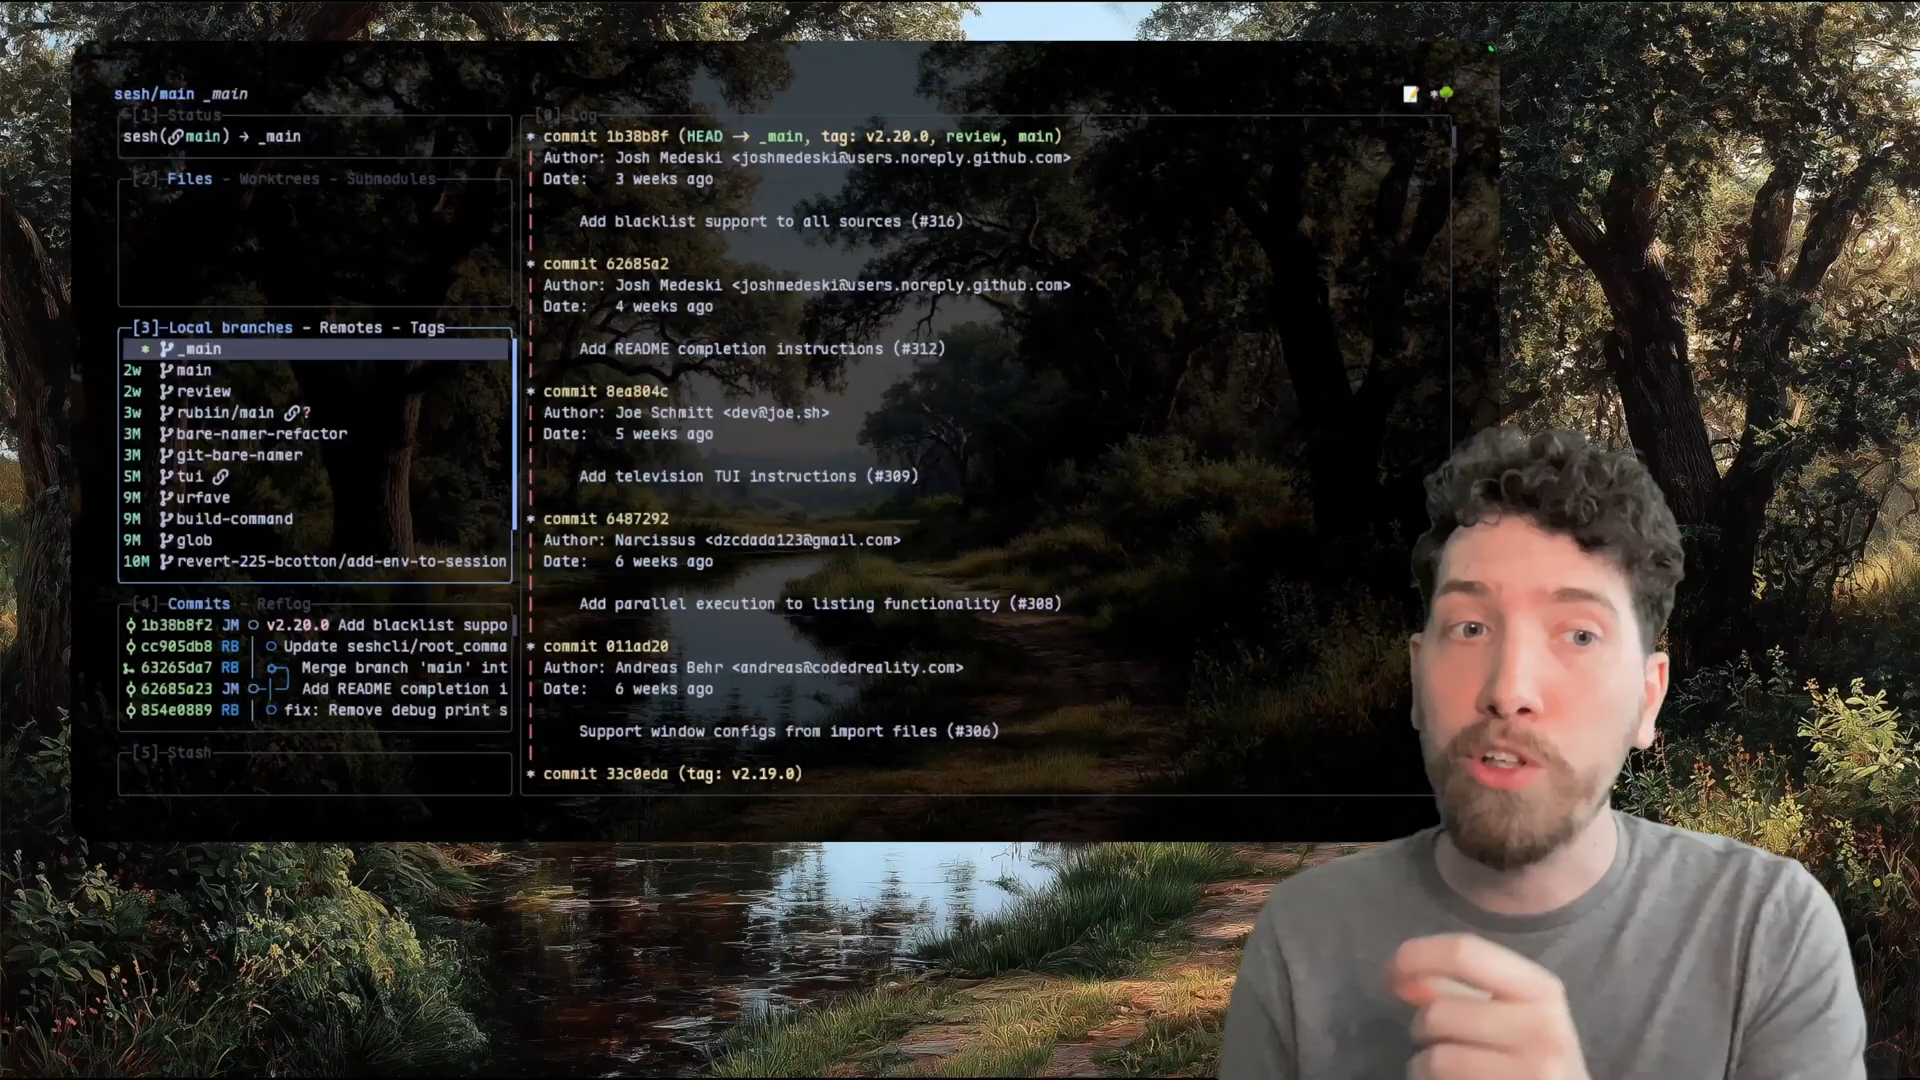 sesh/main _main
[1] Status
sesh(main) → _main
[2] Files - Worktrees - Submodules
[3] Local branches - Remotes - Tags
* _main
2w main
2w review
3w rubiin/main ?
3M bare-namer-refactor
3M git-bare-namer
5M tui
9M urfave
9M build-command
9M glob
10M revert-225-bcotton/add-env-to-session
[4] Commits - Reflog
1b38b8f2 JM v2.20.0 Add blacklist suppo
cc905db8 RB Update seshcli/root_comma
63265da7 RB Merge branch 'main' int
62685a23 JM Add README completion i
854e0889 RB fix: Remove debug print s
[5] Stash
[0] Log
* commit 1b38b8f (HEAD → _main, tag: v2.20.0, review, main)
| Author: Josh Medeski <joshmedeski@users.noreply.github.com>
| Date: 3 weeks ago
| Add blacklist support to all sources (#316)
* commit 62685a2
| Author: Josh Medeski <joshmedeski@users.noreply.github.com>
| Date: 4 weeks ago
| Add README completion instructions (#312)
* commit 8ea804c
| Author: Joe Schmitt <dev@joe.sh>
| Date: 5 weeks ago
| Add television TUI instructions (#309)
* commit 6487292
| Author: Narcissus <dzcdada123@gmail.com>
| Date: 6 weeks ago
| Add parallel execution to listing functionality (#308)
* commit 011ad20
| Author: Andreas Behr <andreas@codedreality.com>
| Date: 6 weeks ago
| Support window configs from import files (#306)
* commit 33c0eda (tag: v2.19.0)